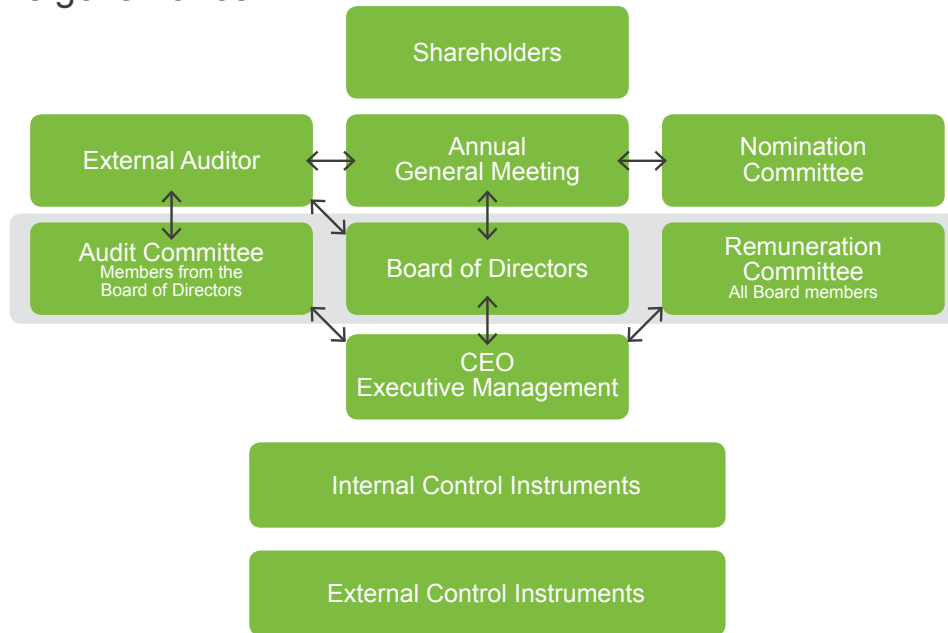 Shareholders
External Auditor
Annual
General Meeting
Nomination
Committee
Audit Committee
Members from the
Board of Directors
Board of Directors
Remuneration
Committee
All Board members
CEO
Executive Management
Internal Control Instruments
External Control Instruments